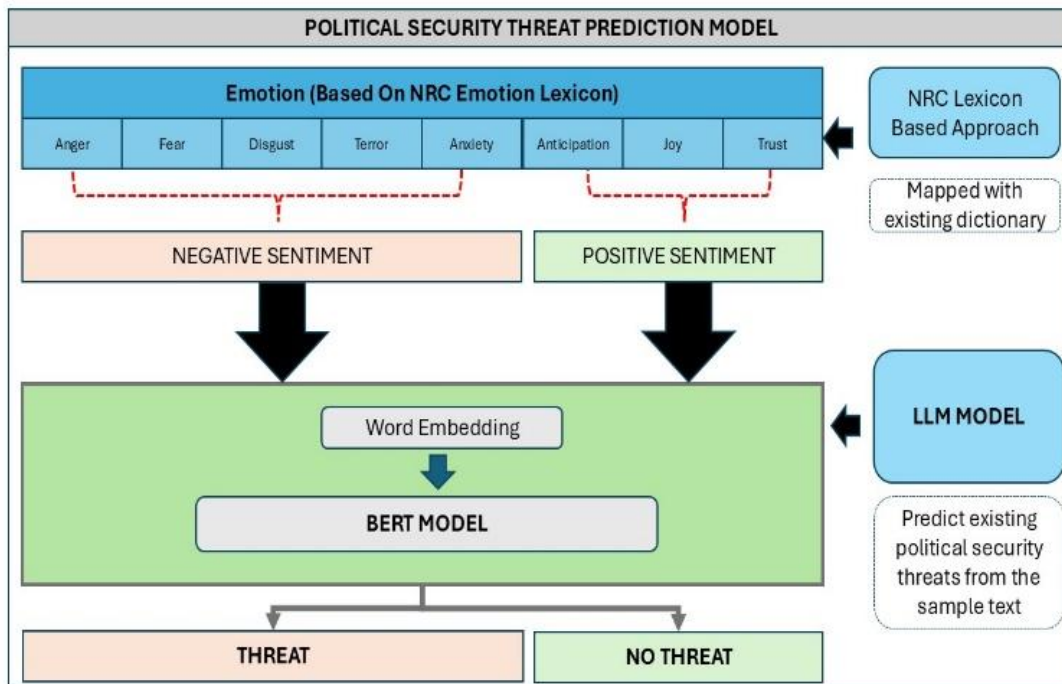 POLITICAL SECURITY THREAT PREDICTION MODEL
Emotion (Based On NRC Emotion Lexicon)
Anger
Fear
Disgust
Terror
Anxiety
Anticipation
Joy
Trust
NRC Lexicon
Based Approach
Mapped with
existing dictionary
NEGATIVE SENTIMENT
POSITIVE SENTIMENT
Word Embedding
BERT MODEL
LLM MODEL
Predict existing
political security
threats from the
sample text
THREAT
NO THREAT